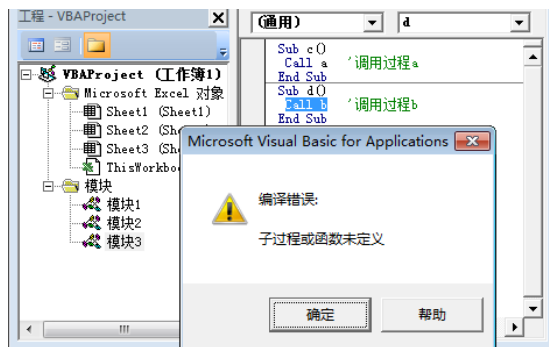 工程 - VBAProject
VBAProject (工作簿1)
Microsoft Excel 对象
Sheet1 (Sheet1)
Sheet2
Sheet3
模块
模块1
模块2
模块3
(通用)
d
Sub c()
Call a '调用过程a
End Sub
Sub d()
Call b '调用过程b
End Sub
Microsoft Visual Basic for Applications
编译错误:
子过程或函数未定义
确定
帮助